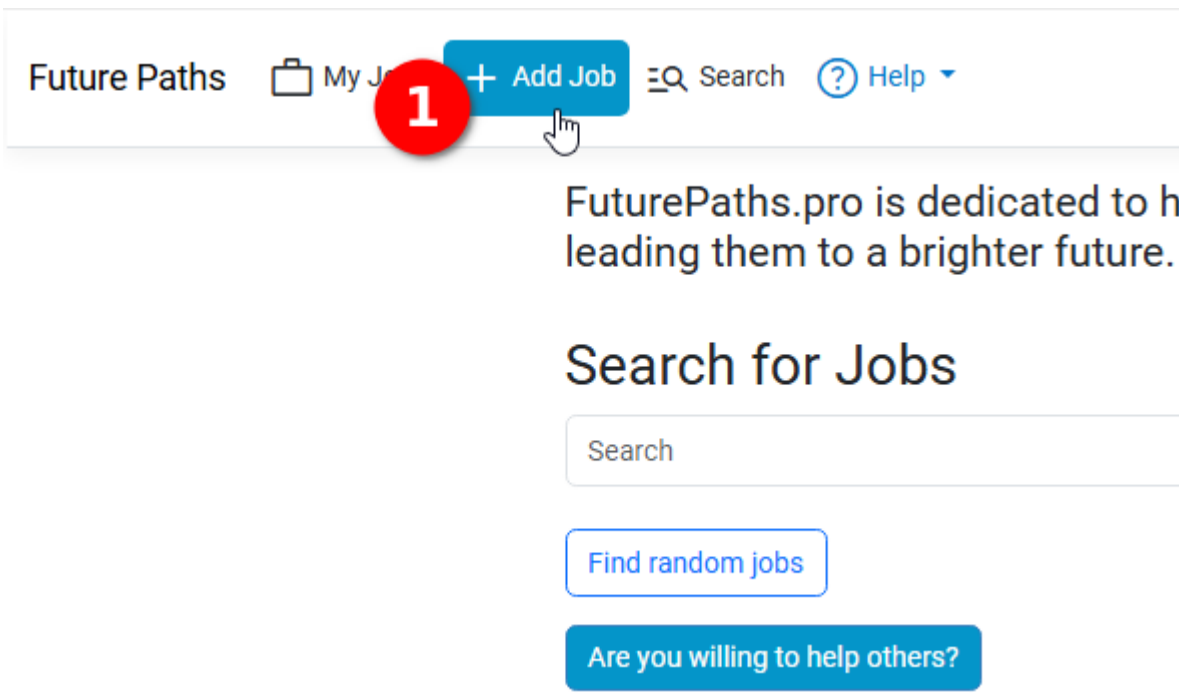 Future Paths My 1 Add Job Search Help
FuturePaths.pro is dedicated to
leading them to a brighter future.
Search for Jobs
Search
Find random jobs
Are you willing to help others?